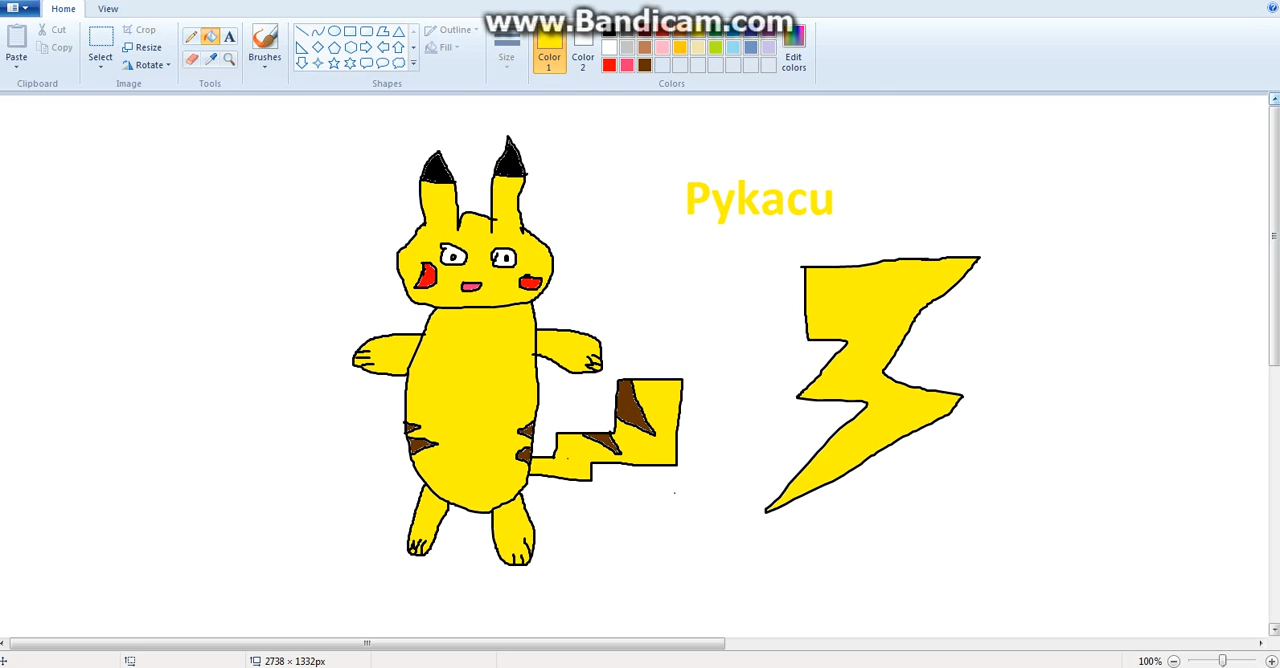 Home View
www.Bandicam.com
Paste
Cut
Copy
Clipboard
Select
Crop
Resize
Rotate
Image
Tools
Brushes
Shapes
Outline
Fill
Size
Color 1
Color 2
Edit colors
Colors
Pykacu
2738 × 1332px
100%